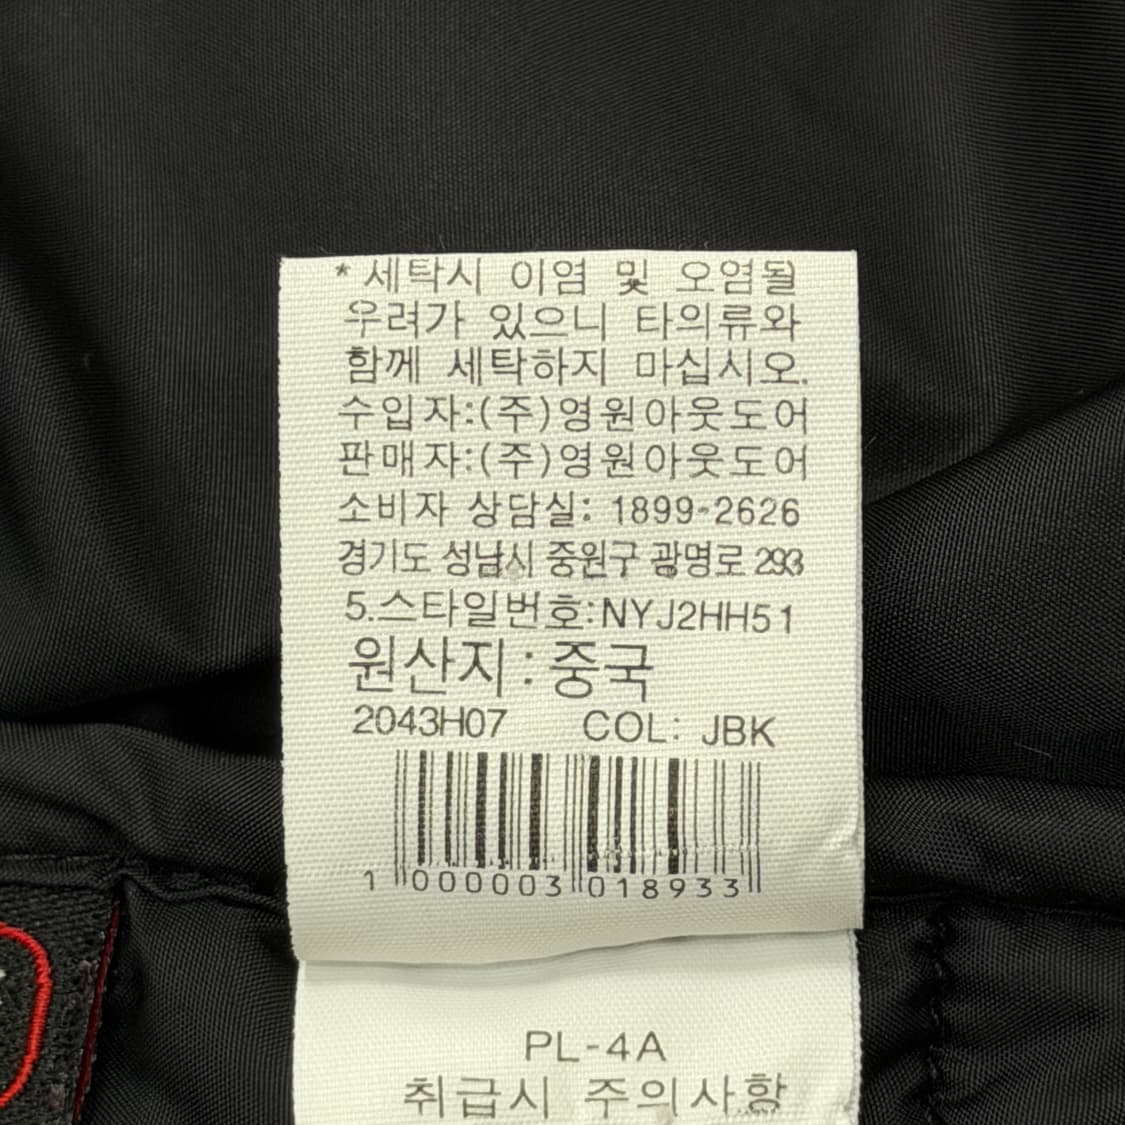 * 세탁시 이염 및 오염될
우려가 있으니 타의류와
함께 세탁하지 마십시오.
수입자:(주)영원아웃도어
판매자:(주)영원아웃도어
소비자 상담실: 1899-2626
경기도 성남시 중원구 광명로 293
5.스타일번호:NYJ2HH51
원산지 : 중국
2043H07 COL: JBK
1 000003 018933
PL-4A
취급시 주의사항